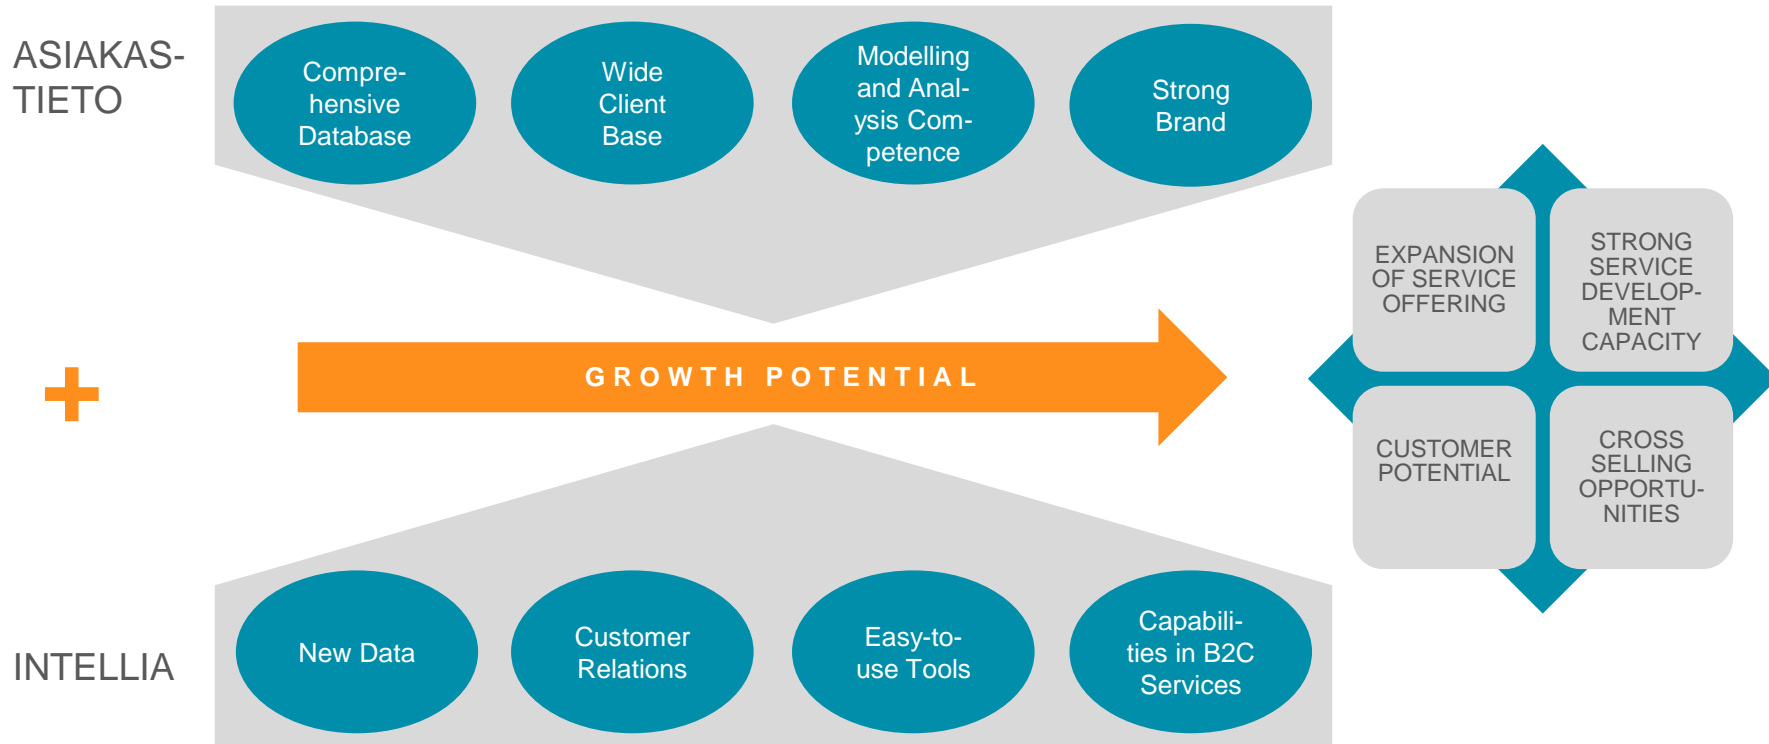 ASIAKAS-
TIETO
Compre-
hensive
Database
Wide
Client
Base
Modelling
and Anal-
ysis Com-
petence
Strong
Brand
EXPANSION
OF SERVICE
OFFERING
STRONG
SERVICE
DEVELOP-
MENT
CAPACITY
+
GROWTH POTENTIAL
CUSTOMER
POTENTIAL
CROSS
SELLING
OPPORTU-
NITIES
INTELLIA
New Data
Customer
Relations
Easy-to-
use Tools
Capabili-
ties in B2C
Services